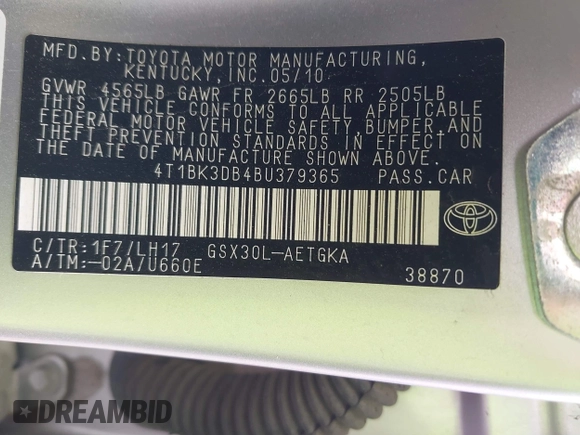 MFD. BY: TOYOTA MOTOR MANUFACTURING,
KENTUCKY, INC. 05/10
GVWR 4565LB GAWR FR 2665LB RR 2505LB
THIS VEHICLE CONFORMS TO ALL APPLICABLE
FEDERAL MOTOR VEHICLE SAFETY, BUMPER, AND
THEFT PREVENTION STANDARDS IN EFFECT ON
THE DATE OF MANUFACTURE SHOWN ABOVE.
4T1BK3DB4BU379365 PASS.CAR
C/TR: 1F7/LH17 GSX30L-AETGKA
A/TM: -02A/U660E 38870
DREAMBID